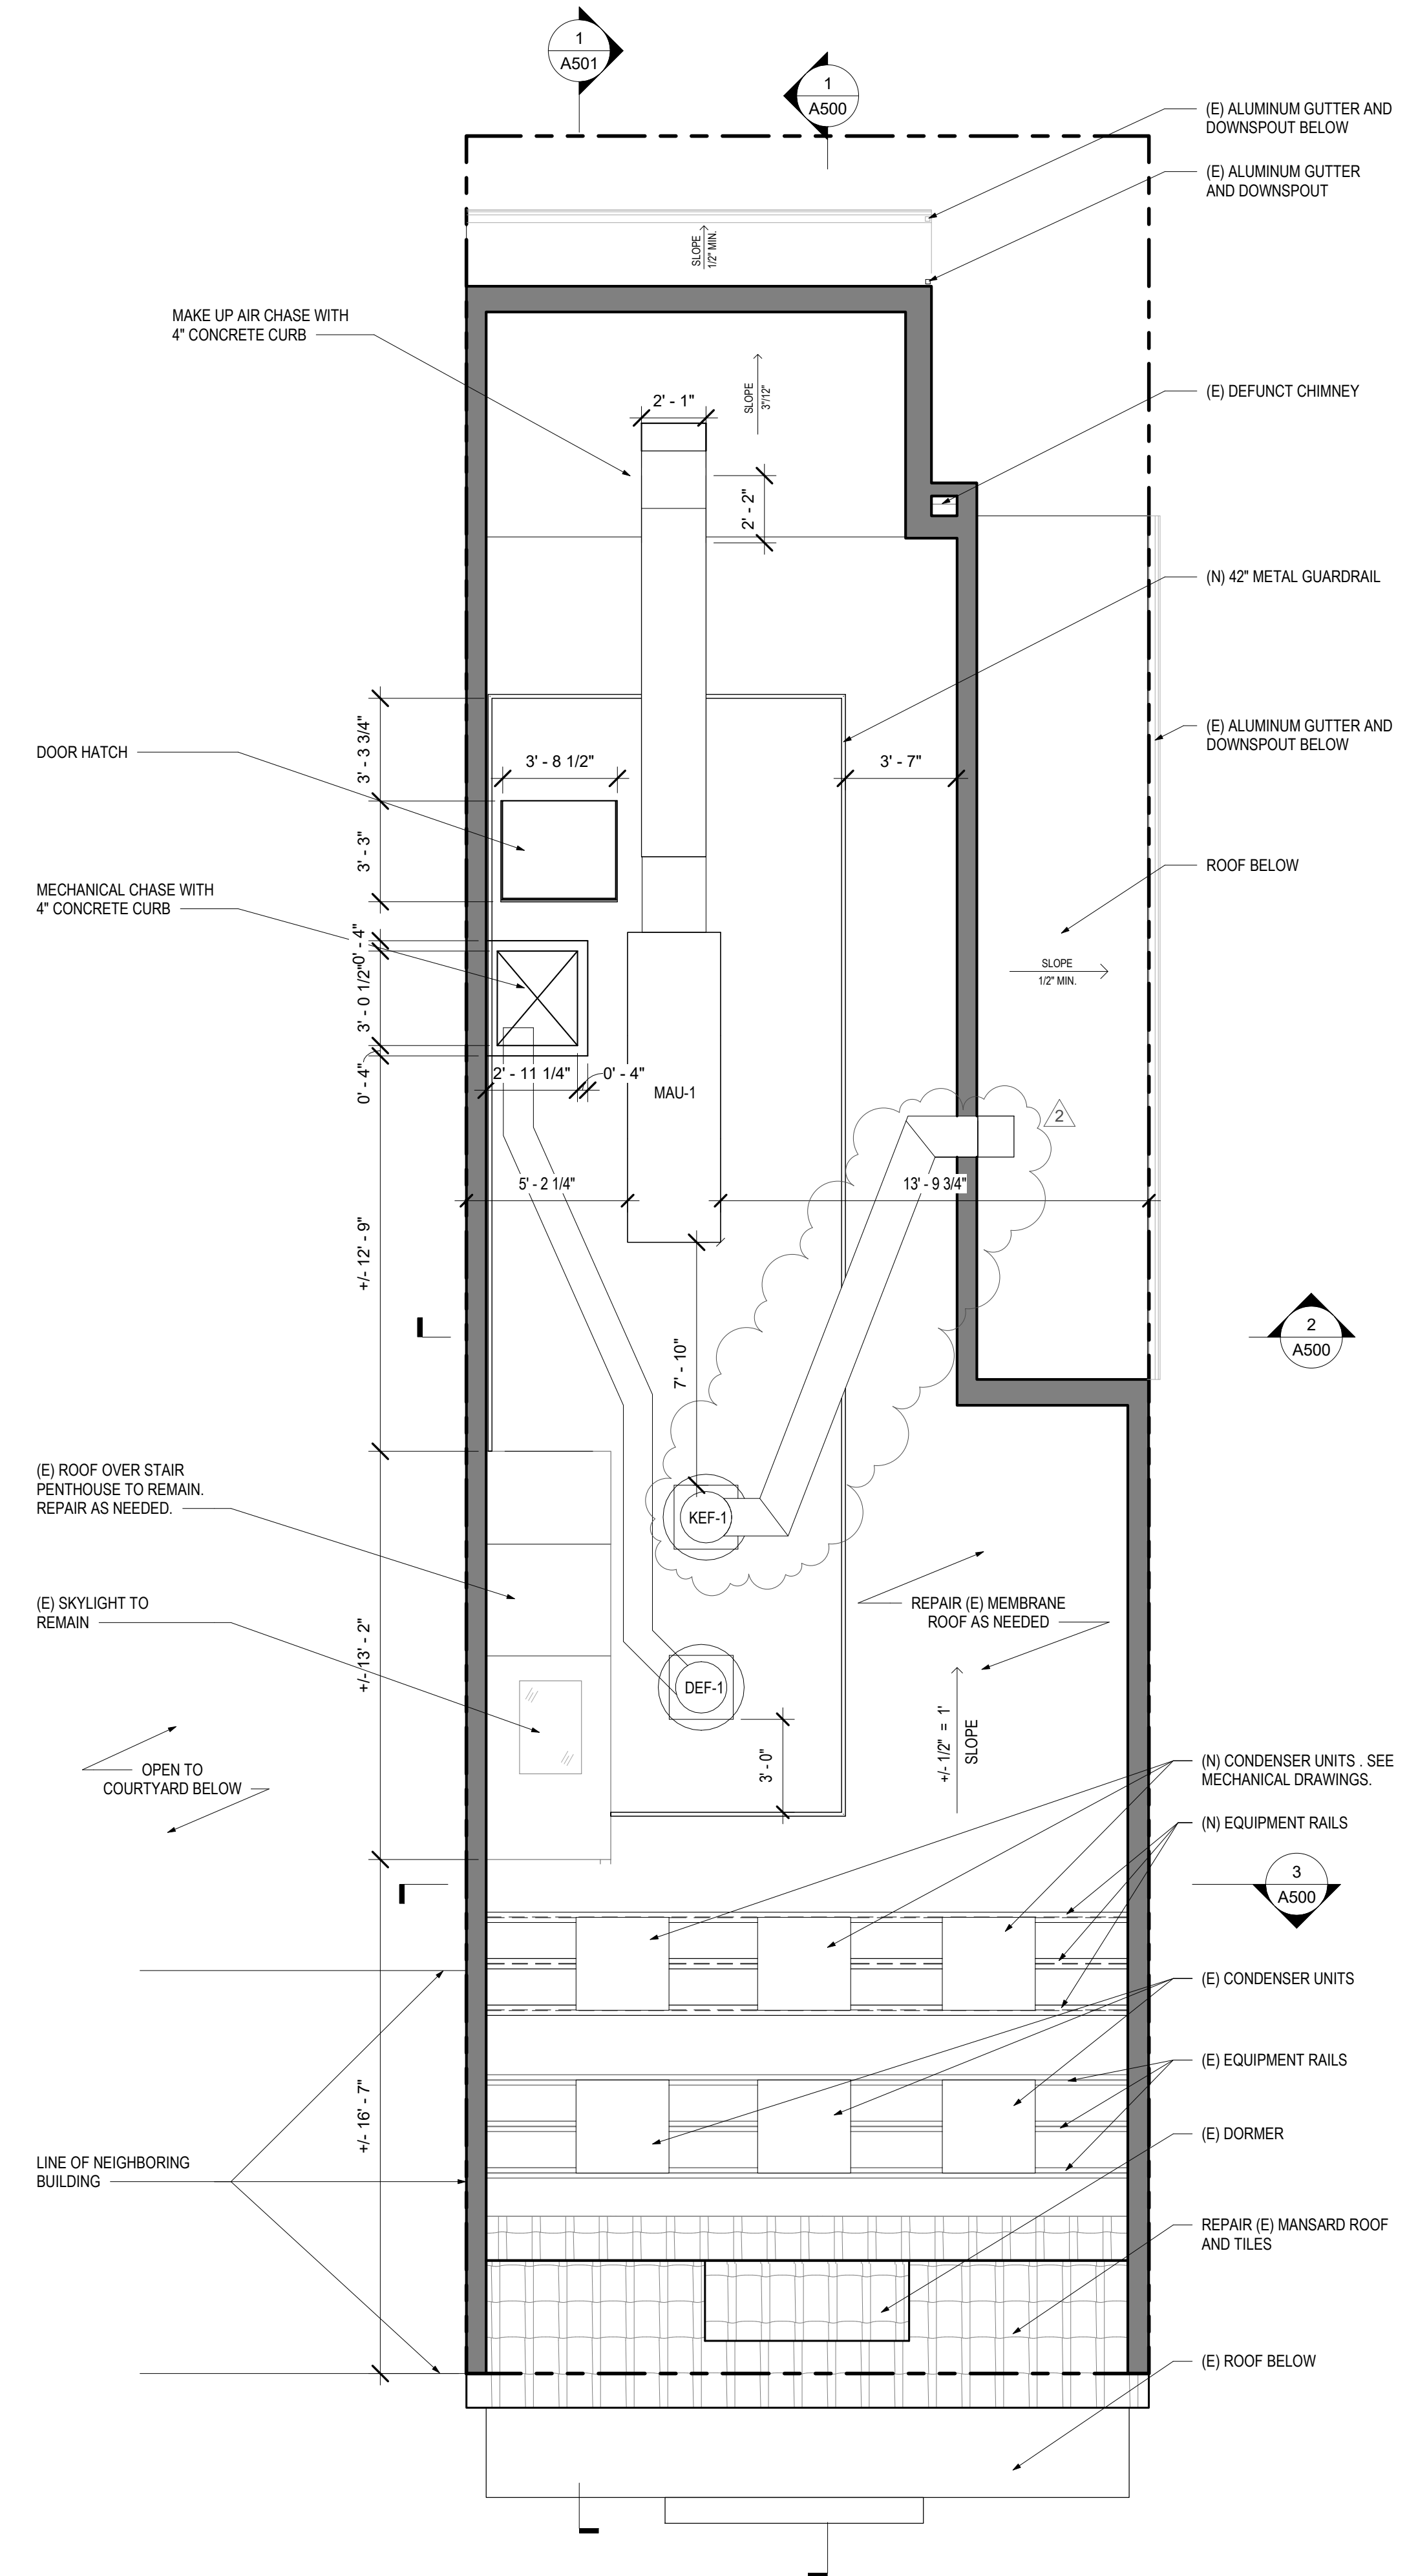 1
A501
1
A500
(E) ALUMINUM GUTTER AND
DOWNSPOUT BELOW
(E) ALUMINUM GUTTER
AND DOWNSPOUT
SLOPE
1/2" MIN.
MAKE UP AIR CHASE WITH
4" CONCRETE CURB
2' - 1"
SLOPE
3"/12"
(E) DEFUNCT CHIMNEY
2' - 2"
(N) 42" METAL GUARDRAIL
DOOR HATCH
3' - 3 3/4"
3' - 8 1/2"
3' - 7"
(E) ALUMINUM GUTTER AND
DOWNSPOUT BELOW
3' - 3"
ROOF BELOW
MECHANICAL CHASE WITH
4" CONCRETE CURB
0' - 4"
3' - 0 1/2"
0' - 4"
SLOPE
1/2" MIN.
2' - 11 1/4"
0' - 4"
MAU-1
2
5' - 2 1/4"
13' - 9 3/4"
+/- 12' - 9"
7' - 10"
2
A500
(E) ROOF OVER STAIR
PENTHOUSE TO REMAIN.
REPAIR AS NEEDED.
KEF-1
(E) SKYLIGHT TO
REMAIN
REPAIR (E) MEMBRANE
ROOF AS NEEDED
+/- 13' - 2"
DEF-1
+/- 1/2" = 1'
SLOPE
3' - 0"
OPEN TO
COURTYARD BELOW
(N) CONDENSER UNITS . SEE
MECHANICAL DRAWINGS.
(N) EQUIPMENT RAILS
3
A500
(E) CONDENSER UNITS
(E) EQUIPMENT RAILS
+/- 16' - 7"
(E) DORMER
LINE OF NEIGHBORING
BUILDING
REPAIR (E) MANSARD ROOF
AND TILES
(E) ROOF BELOW